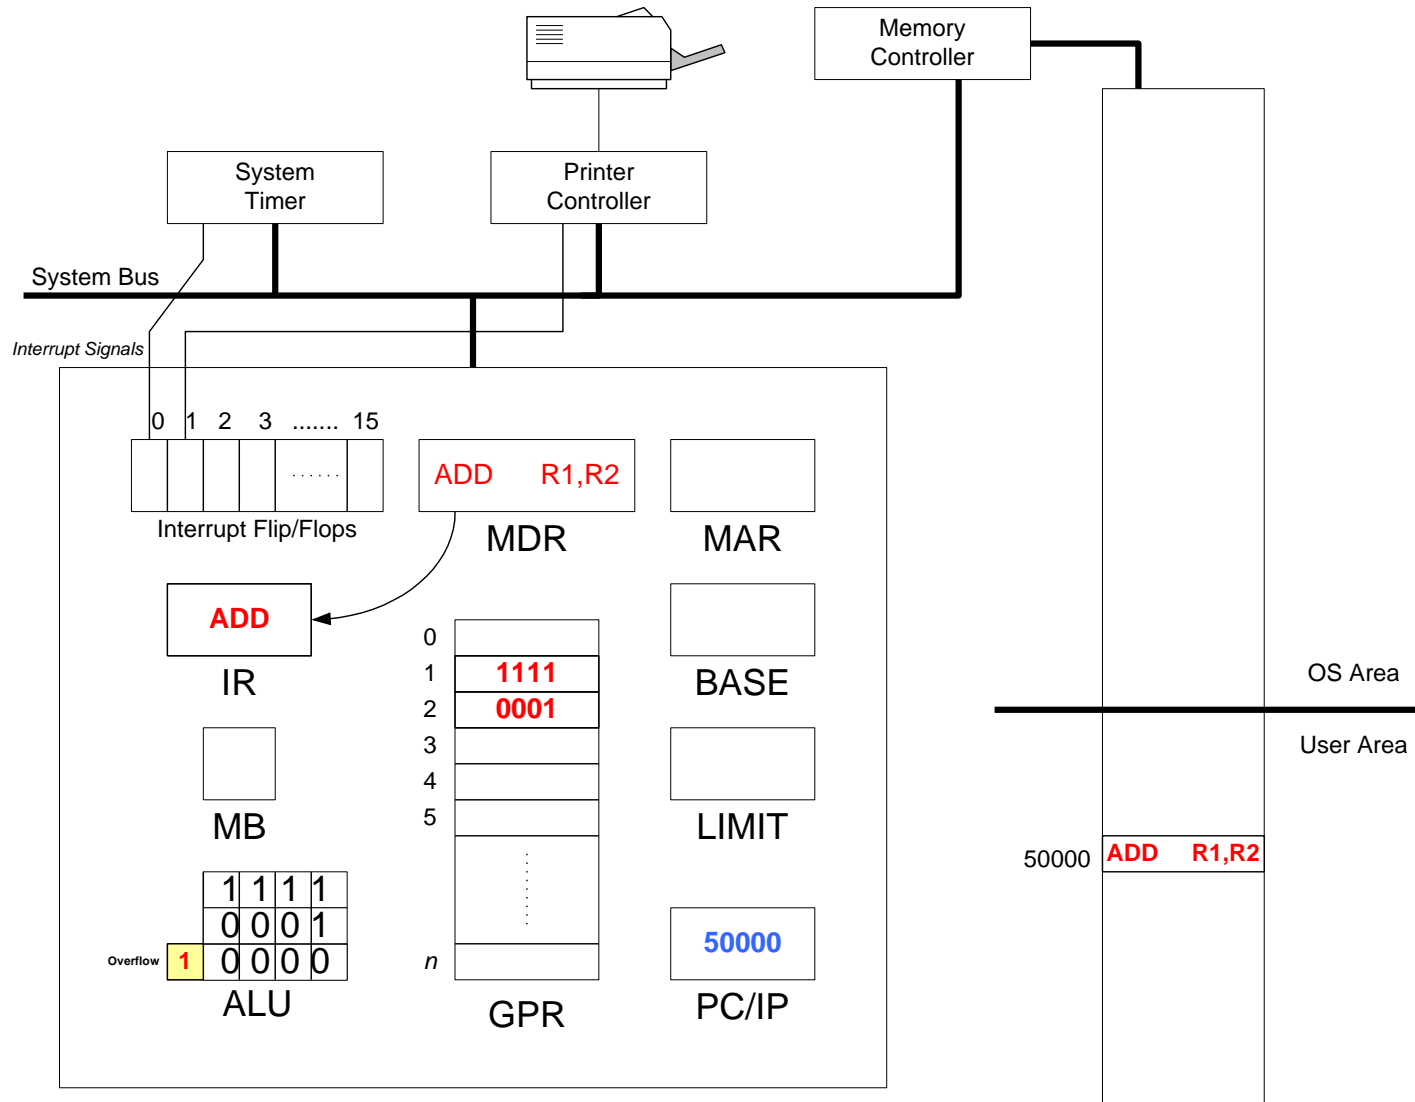 Memory
Controller
System
Timer
Printer
Controller
System Bus
Interrupt Signals
0 1 2 3 ....... 15
......
Interrupt Flip/Flops
ADD R1,R2
MDR
MAR
ADD
IR
0
1 1111
2 0001
3
4
5
n
GPR
BASE
OS Area
User Area
MB
LIMIT
50000 ADD R1,R2
1 1 1 1
0 0 0 1
Overflow 1 0 0 0 0
ALU
50000
PC/IP